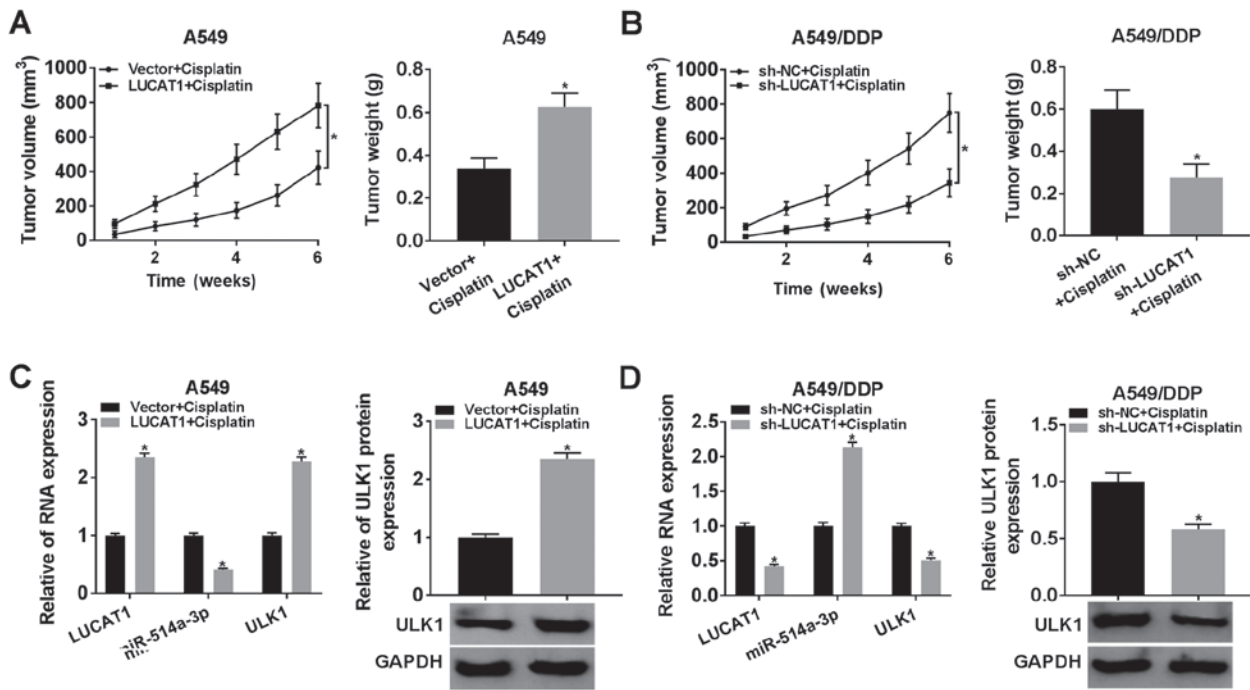 A
A549
Tumor volume (mm³)
1000
800
600
400
200
0
Vector+Cisplatin
LUCAT1+Cisplatin
*
2
4
6
Time (weeks)
A549
Tumor weight (g)
0.8
0.6
0.4
0.2
0.0
*
Vector+
Cisplatin
LUCAT1+
Cisplatin
B
A549/DDP
Tumor volume (mm³)
1000
800
600
400
200
0
sh-NC+Cisplatin
sh-LUCAT1+Cisplatin
*
2
4
6
Time (weeks)
A549/DDP
Tumor weight (g)
0.8
0.6
0.4
0.2
0.0
*
sh-NC
+Cisplatin
sh-LUCAT1
+Cisplatin
C
A549
Relative of RNA expression
3
2
1
0
Vector+Cisplatin
LUCAT1+Cisplatin
*
*
*
LUCAT1
miR-514a-3p
ULK1
A549
Relative of ULK1 protein
expression
3
2
1
0
Vector+Cisplatin
LUCAT1+Cisplatin
*
ULK1
GAPDH
D
A549/DDP
Relative RNA expression
2.5
2.0
1.5
1.0
0.5
0.0
sh-NC+Cisplatin
sh-LUCAT1+Cisplatin
*
*
*
LUCAT1
miR-514a-3p
ULK1
A549/DDP
Relative ULK1 protein
expression
1.5
1.0
0.5
0.0
sh-NC+Cisplatin
sh-LUCAT1+Cisplatin
*
ULK1
GAPDH